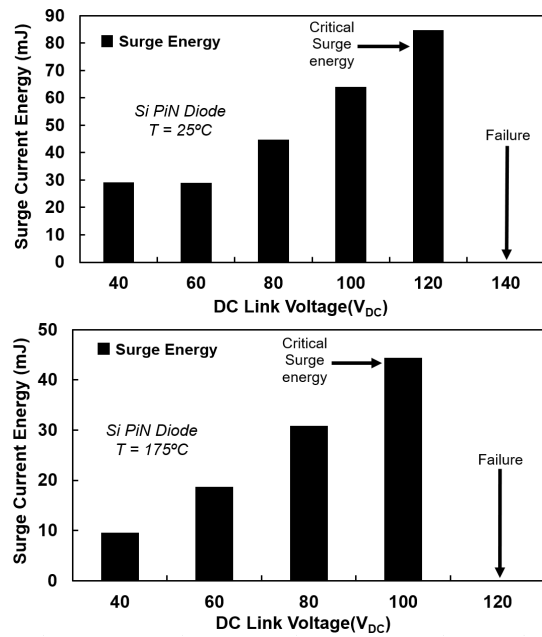 90
80
70
60
50
40
30
20
10
0
Surge Current Energy (mJ)
Surge Energy
Si PiN Diode
T = 25ºC
Critical
Surge
energy
Failure
40 60 80 100 120 140
DC Link Voltage(VDC)
50
40
30
20
10
0
Surge Current Energy (mJ)
Surge Energy
Si PiN Diode
T = 175ºC
Critical
Surge
energy
Failure
40 60 80 100 120
DC Link Voltage(VDC)